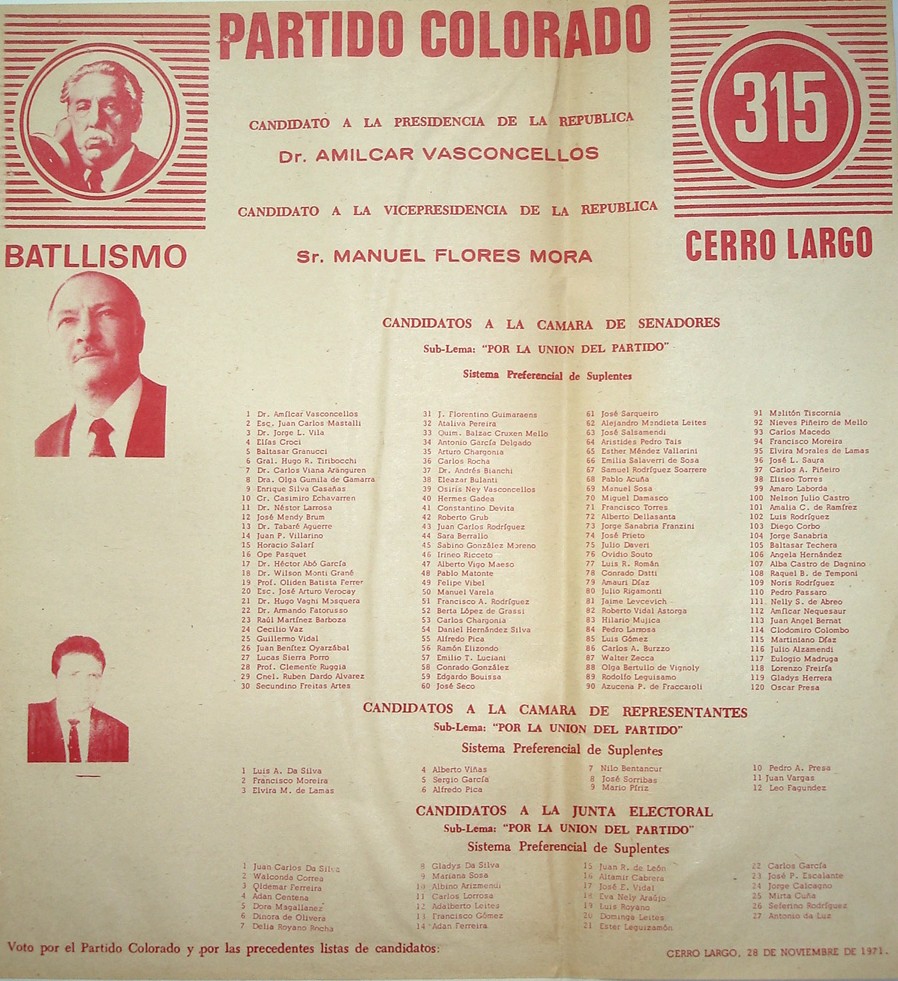 PARTIDO COLORADO
315
CANDIDATO A LA PRESIDENCIA DE LA REPUBLICA
Dr. AMILCAR VASCONCELLOS
CANDIDATO A LA VICEPRESIDENCIA DE LA REPUBLICA
Sr. MANUEL FLORES MORA
BATLLISMO
CERRO LARGO
CANDIDATOS A LA CAMARA DE SENADORES
Sub-Lema: "POR LA UNION DEL PARTIDO"
Sistema Preferencial de Suplentes
1 Dr. Amílcar Vasconcellos
2 Esc. Juan Carlos Mastalli
3 Dr. Jorge L. Vila
4 Elías Croci
5 Baltasar Granucci
6 Gral. Hugo R. Tiribocchi
7 Dr. Carlos Viana Aránguren
8 Dra. Olga Gumila de Gamarra
9 Enrique Silva Casañas
10 Cr. Casimiro Echavarren
11 Dr. Néstor Larrosa
12 José Mendy Brum
13 Dr. Tabaré Aguerre
14 Juan P. Villarino
15 Horacio Salari
16 Ope Pasquet
17 Dr. Héctor Abó García
18 Dr. Wilson Monti Grané
19 Prof. Oliden Batista Ferrer
20 Esc. José Arturo Verocay
21 Dr. Hugo Vagni Mosquera
22 Dr. Armando Fatorusso
23 Raúl Martínez Barboza
24 Cecilio Vaz
25 Guillermo Vidal
26 Juan Benítez Oyarzábal
27 Lucas Sierra Porro
28 Prof. Clemente Ruggia
29 Cnel. Ruben Dardo Alvarez
30 Secundino Freitas Artes
31 J. Florentino Guimaraens
32 Ataliva Pereira
33 Quim. Balzac Cruxen Mello
34 Antonio García Delgado
35 Arturo Chargonia
36 Carlos Rocha
37 Dr. Andrés Bianchi
38 Eleazar Bulanti
39 Osiris Ney Vasconcellos
40 Hermes Gadea
41 Constantino Devita
42 Roberto Grub
43 Juan Carlos Rodríguez
44 Sara Berrallo
45 Sabino González Moreno
46 Irineo Ricceto
47 Alberto Vigo Maeso
48 Pablo Matonte
49 Felipe Vibel
50 Manuel Varela
51 Francisco A. Rodríguez
52 Berta López de Grassi
53 Carlos Chargonia
54 Daniel Hernández Silva
55 Alfredo Pica
56 Ramón Elizondo
57 Emilio T. Luciani
58 Conrado González
59 Edgardo Bouissa
60 José Seco
61 José Sarqueiro
62 Alejandro Mondieta Leites
63 José Salsamendi
64 Aristides Pedro Tais
65 Esther Méndez Vallarini
66 Emilia Salaverri de Sosa
67 Samuel Rodríguez Soarrere
68 Pablo Acuña
69 Manuel Sosa
70 Miguel Damasco
71 Francisco Torres
72 Alberto Dellasanta
73 Jorge Sanabria Franzini
74 José Prieto
75 Julio Daveri
76 Ovidio Souto
77 Luis R. Román
78 Conrado Datti
79 Amauri Díaz
80 Julio Rigamonti
81 Jaime Levcevich
82 Roberto Vidal Astorga
83 Hilario Mujica
84 Pedro Larrosa
85 Luis Gómez
86 Carlos A. Burzzo
87 Walter Zecca
88 Olga Bertullo de Vignoly
89 Rodolfo Leguisamo
90 Azucena P. de Fraccaroli
91 Melitón Tiscornia
92 Nieves Piñeiro de Mello
93 Carlos Macedo
94 Francisco Moreira
95 Elvira Morales de Lamas
96 José L. Saura
97 Carlos A. Piñeiro
98 Eliseo Torres
99 Amaro Laborda
100 Nelson Julio Castro
101 Amalia C. de Ramírez
102 Luis Rodríguez
103 Diego Corbo
104 Jorge Sanabria
105 Baltasar Techera
106 Angela Hernández
107 Alba Castro de Dagnino
108 Raquel B. de Temponi
109 Noris Rodríguez
110 Pedro Passaro
111 Nelly S. de Abreo
112 Amílcar Nequesaur
113 Juan Angel Bernat
114 Clodomiro Colombo
115 Martiniano Díaz
116 Julio Alzamendi
117 Eulogio Madruga
118 Lorenzo Freirfa
119 Gladys Herrera
120 Oscar Presa
CANDIDATOS A LA CAMARA DE REPRESENTANTES
Sub-Lema: "POR LA UNION DEL PARTIDO"
Sistema Preferencial de Suplentes
1 Luis A. Da Silva
2 Francisco Moreira
3 Elvira M. de Lamas
4 Alberto Viñas
5 Sergio García
6 Alfredo Pica
7 Nilo Bentancur
8 José Sorribas
9 Mario Pfriz
10 Pedro A. Presa
11 Juan Vargas
12 Leo Fagundez
CANDIDATOS A LA JUNTA ELECTORAL
Sub-Lema: "POR LA UNION DEL PARTIDO"
Sistema Preferencial de Suplentes
1 Juan Carlos Da Silva
2 Walconda Correa
3 Oldemar Ferreira
4 Adan Centena
5 Dora Magallanez
6 Dinora de Olivera
7 Delia Royano Rocha
8 Gladys Da Silva
9 Mariana Sosa
10 Albino Arizmendi
11 Carlos Lorrosa
12 Adalberto Leites
13 Francisco Gómez
14 Adan Ferreira
15 Juan R. de León
16 Altamir Cabrera
17 José E. Vidal
18 Eva Nely Araújo
19 Luis Royano
20 Dominga Leites
21 Ester Leguizamón
22 Carlos García
23 José P. Escalante
24 Jorge Calcagno
25 Mirta Cuña
26 Seferino Rodríguez
27 Antonio da Luz
Voto por el Partido Colorado y por las precedentes listas de candidatos:
CERRO LARGO, 28 DE NOVIEMBRE DE 1971.